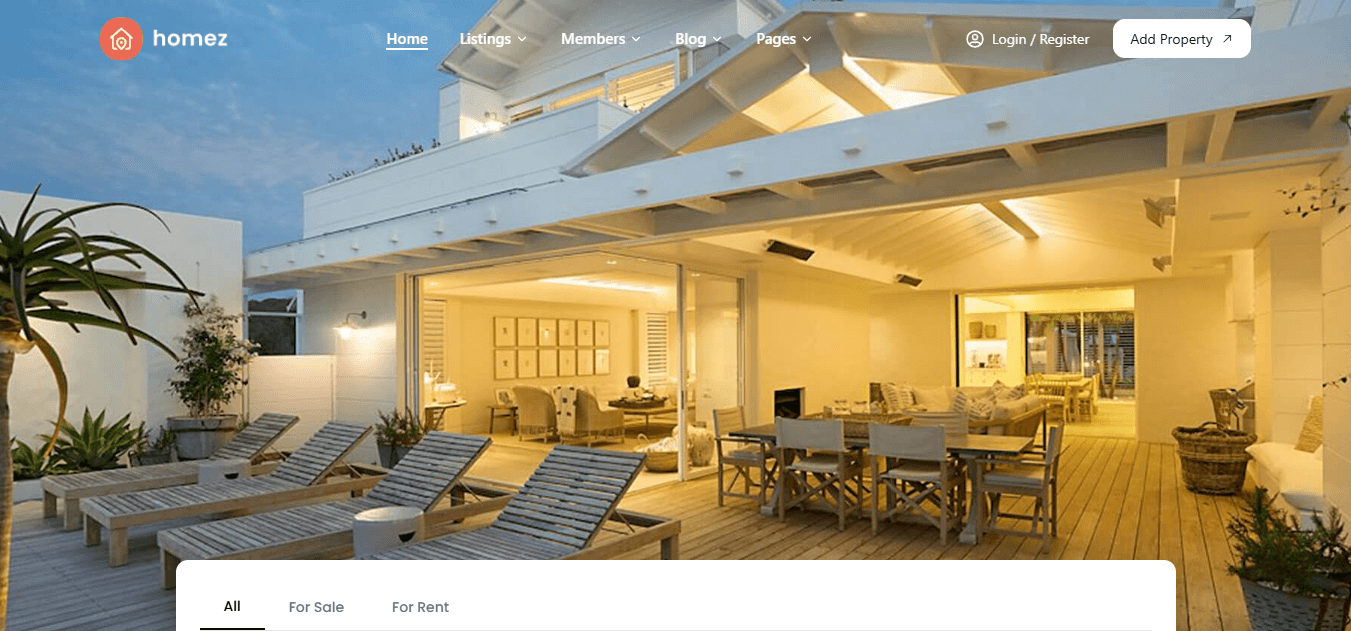 homez
Home
Listings
Members
Blog
Pages
Login / Register
Add Property
All
For Sale
For Rent